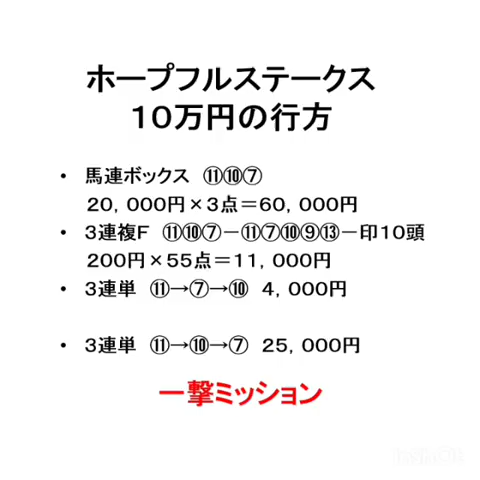 ホープフルステークス
１０万円の行方
• 馬連ボックス　⑪⑩⑦
２０，０００円×３点＝６０，０００円
• ３連複Ｆ　⑪⑩⑦－⑪⑦⑩⑨⑬－印１０頭
２００円×５５点＝１１，０００円
• ３連単　⑪→⑦→⑩　４，０００円
• ３連単　⑪→⑩→⑦　２５，０００円
一撃ミッション